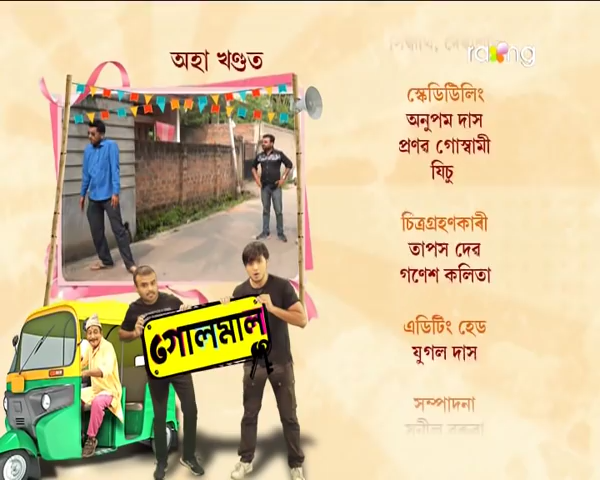 অহা খণ্ডত
rang
স্কেডিউলিং
অনুপম দাস
প্ৰণৱ গোস্বামী
যিচু
চিত্ৰগ্ৰহণকাৰী
তাপস দেৱ
গণেশ কলিতা
এডিটিং হেড
যুগল দাস
সম্পাদনা
গোলমাল